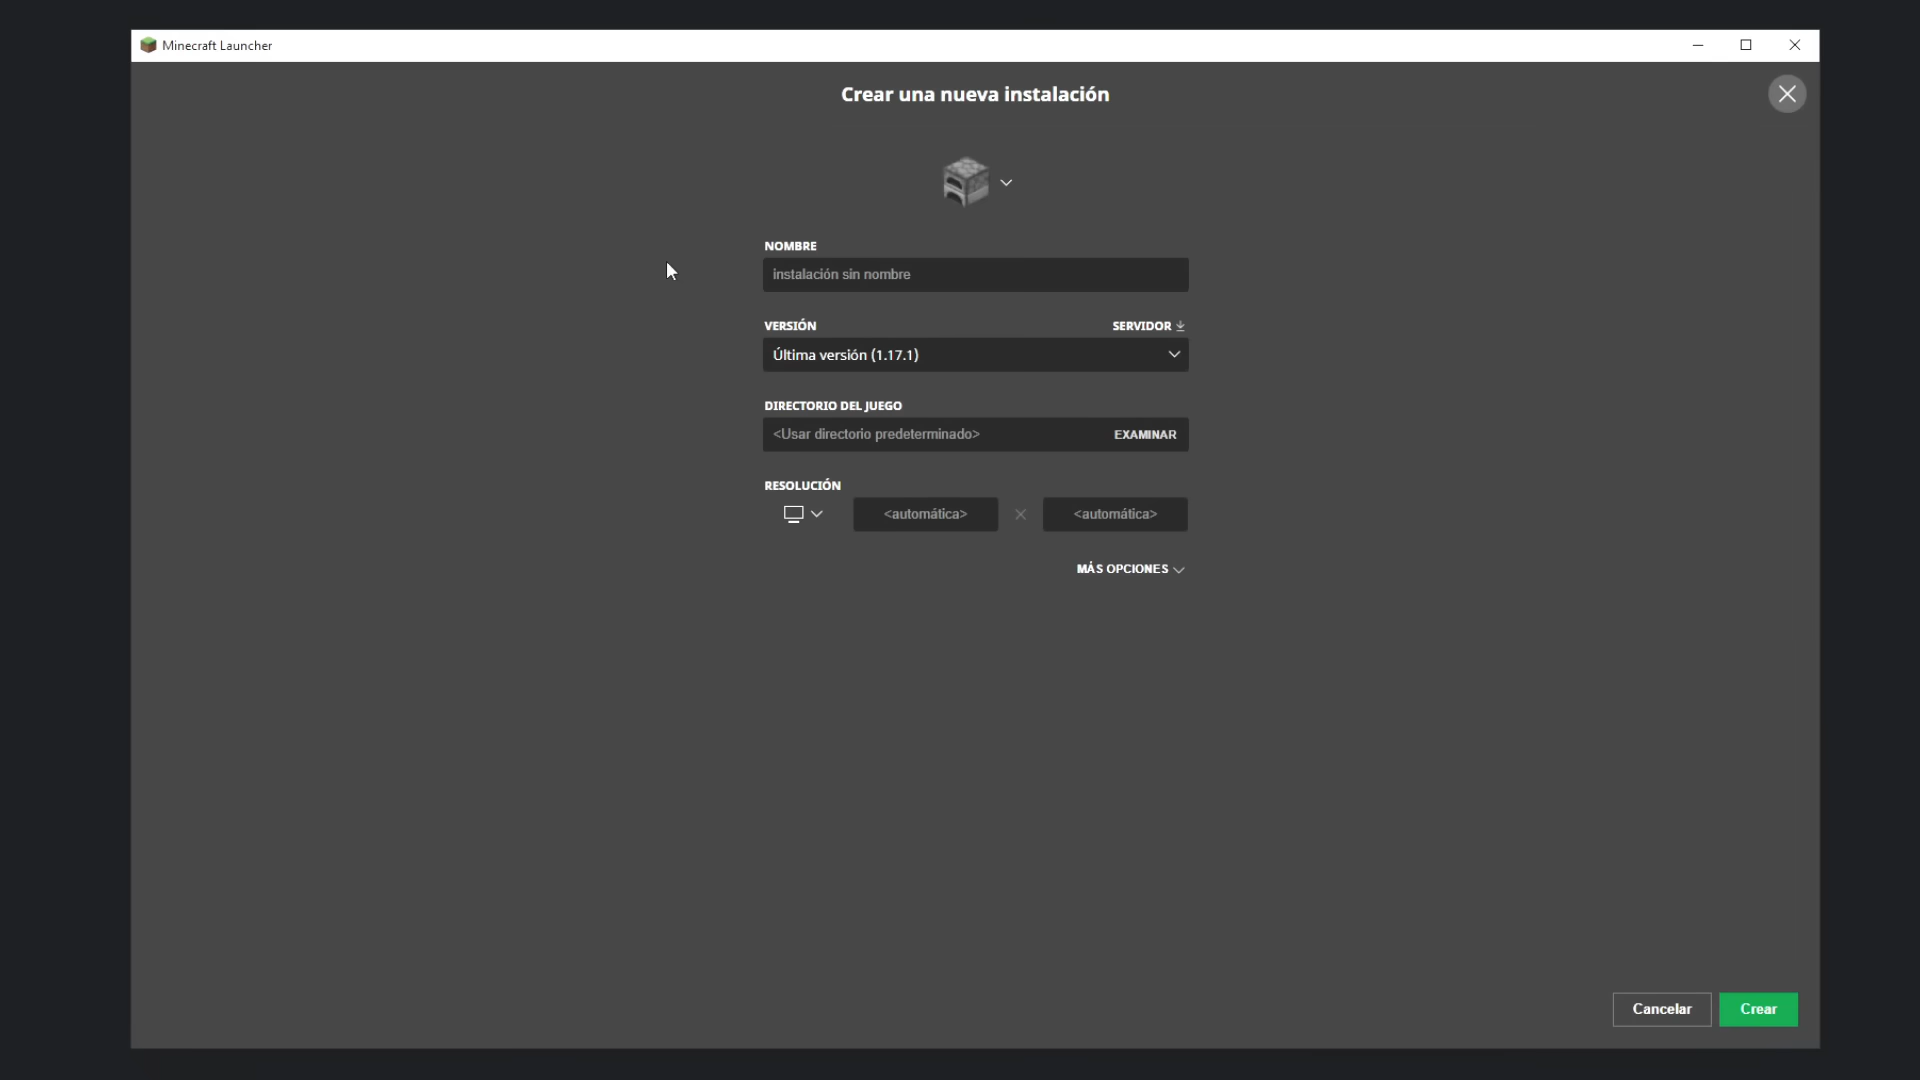 Minecraft Launcher
Crear una nueva instalación
NOMBRE
instalación sin nombre
VERSIÓN
SERVIDOR
Última versión (1.17.1)
DIRECTORIO DEL JUEGO
<Usar directorio predeterminado>
EXAMINAR
RESOLUCIÓN
<automática>
<automática>
MÁS OPCIONES
Cancelar
Crear